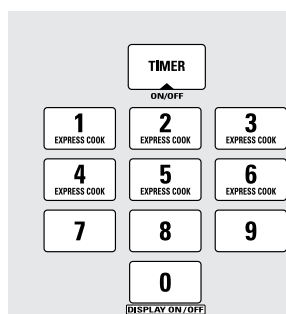 TIMER
ON/OFF
1 2 3
EXPRESS COOK EXPRESS COOK EXPRESS COOK
4 5 6
EXPRESS COOK EXPRESS COOK EXPRESS COOK
7 8 9
0
DISPLAY ON/OFF